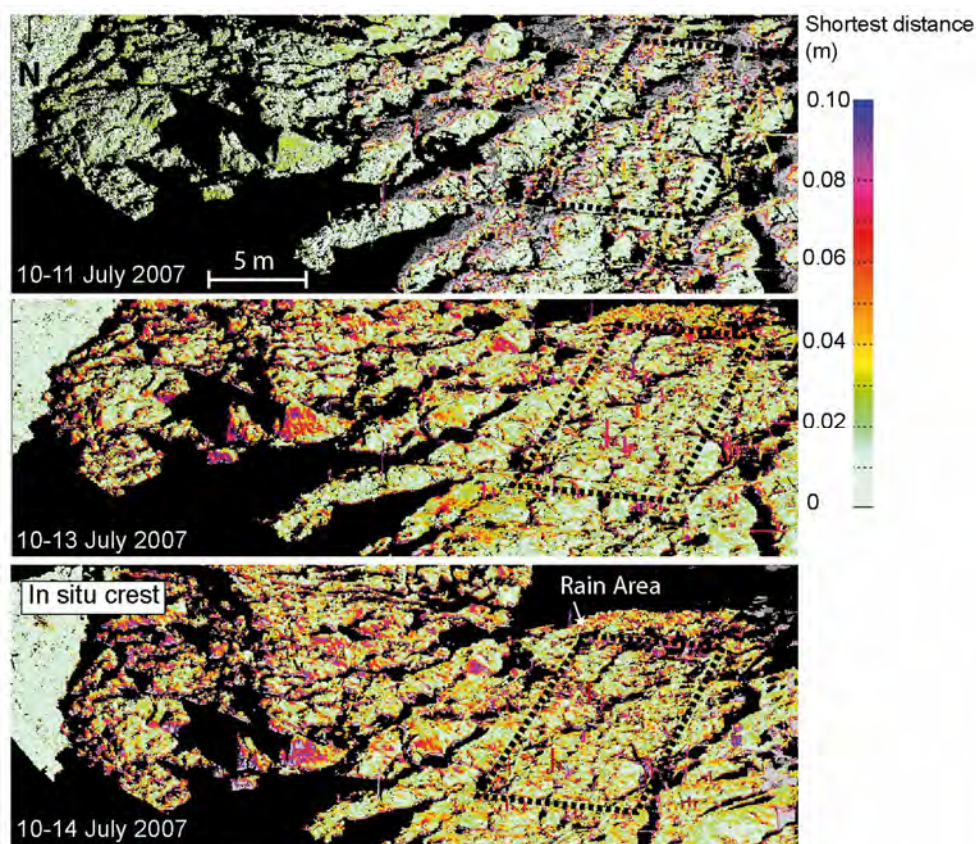 Shortest distance
(m)
N
0.10
0.08
0.06
0.04
0.02
0
5 m
10-11 July 2007
10-13 July 2007
In situ crest
Rain Area
10-14 July 2007